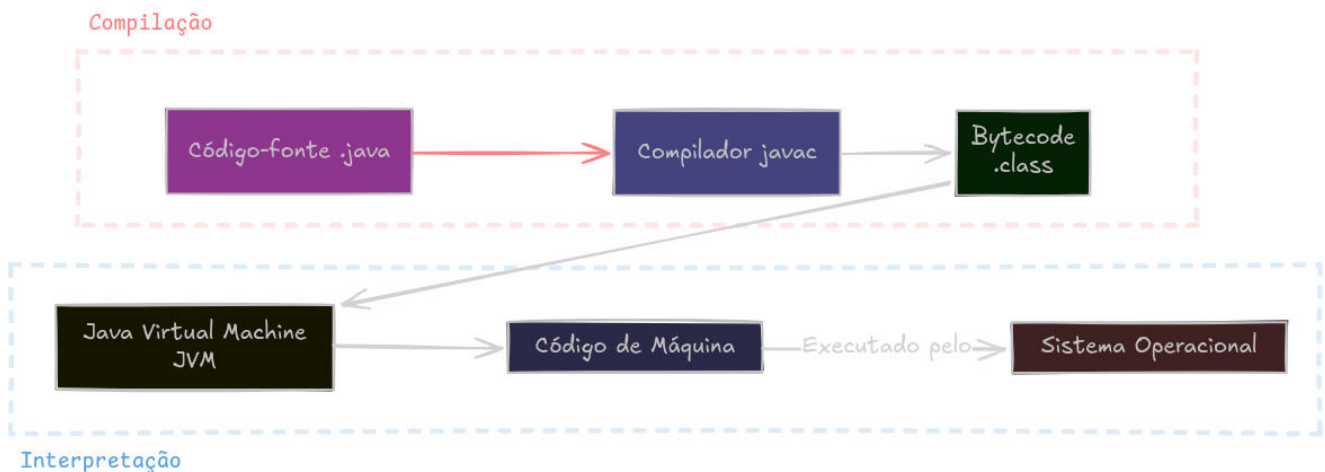 Compilação
Código-fonte .java
Compilador javac
Bytecode
.class
Java Virtual Machine
JVM
Código de Máquina
Executado pelo
Sistema Operacional
Interpretação